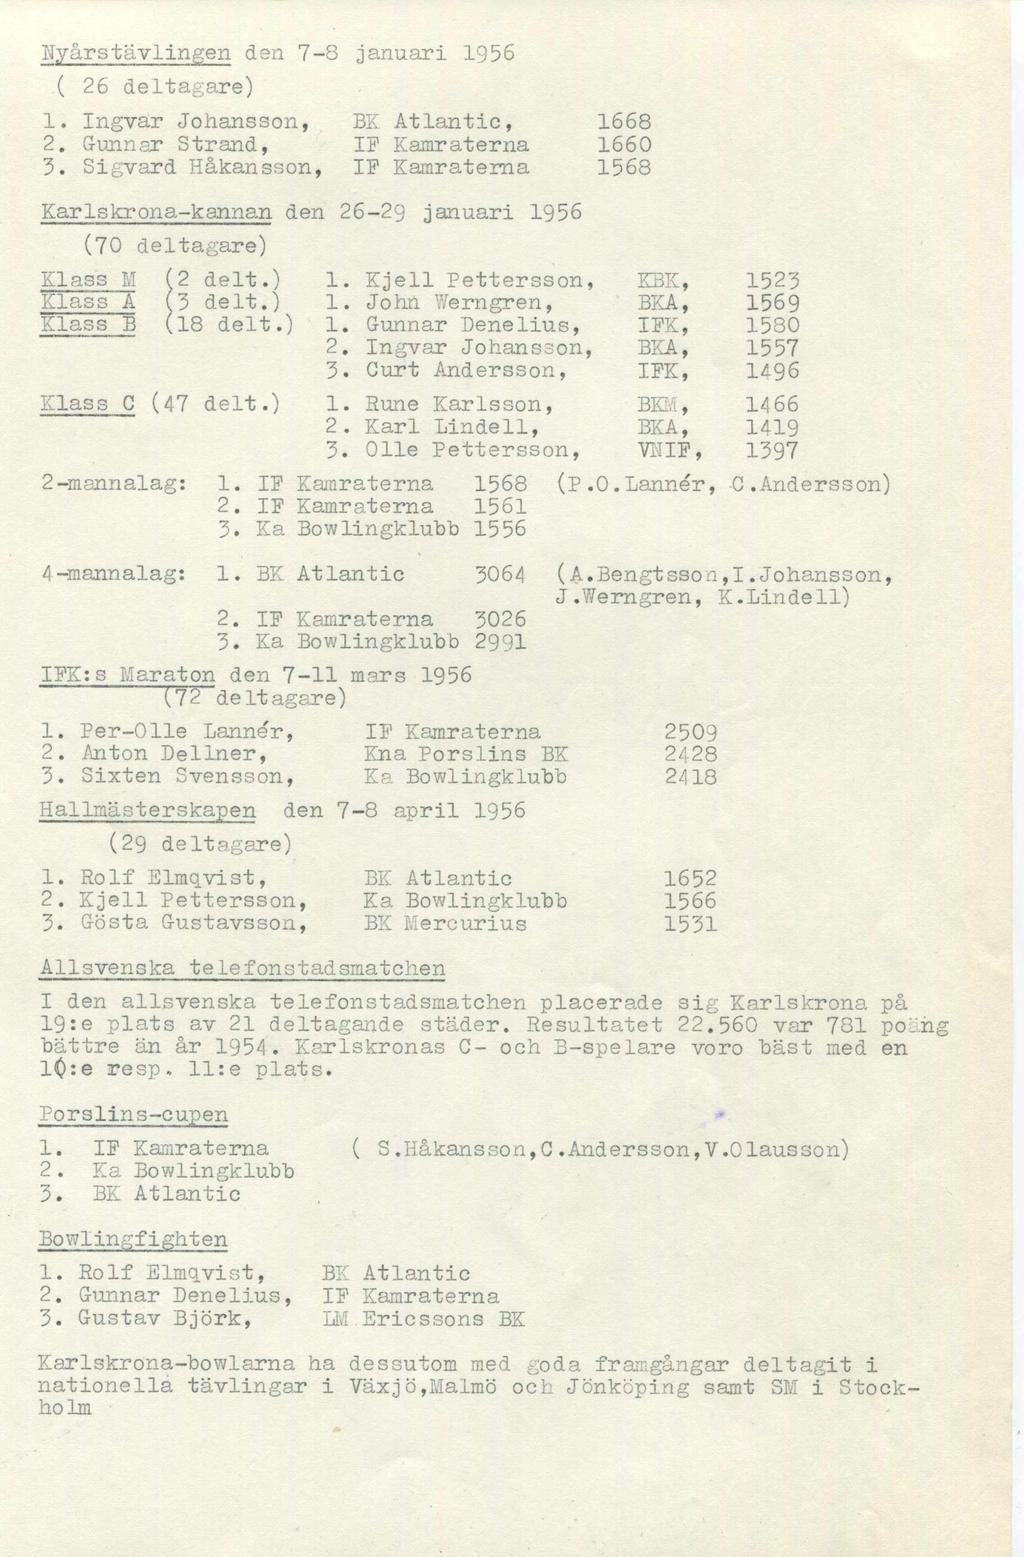 Nyårstävlingen den 7-8 januari 1956
( 26 deltagare)
1. Ingvar Johansson, BK Atlantic, 1668
2. Gunnar Strand, IF Kamraterna 1660
3. Sigvard Håkansson, IF Kamraterna 1568
Karlskrona-kannan den 26-29 januari 1956
(70 deltagare)
Klass M (2 delt.) 1. Kjell Pettersson, KBK, 1523
Klass A (3 delt.) 1. John Werngren, BKA, 1569
Klass B (18 delt.) 1. Gunnar Denelius, IFK, 1580
2. Ingvar Johansson, BKA, 1557
3. Curt Andersson, IFK, 1496
Klass C (47 delt.) 1. Rune Karlsson, BKM, 1466
2. Karl Lindell, BKA, 1419
3. Olle Pettersson, VNIF, 1397
2-mannalag: 1. IF Kamraterna 1568 (P.O.Lannér, C.Andersson)
2. IF Kamraterna 1561
3. Ka Bowlingklubb 1556
4-mannalag: 1. BK Atlantic 3064 (A.Bengtsson,I.Johansson,
J.Werngren, K.Lindell)
2. IF Kamraterna 3026
3. Ka Bowlingklubb 2991
IFK:s Maraton den 7-11 mars 1956
(72 deltagare)
1. Per-Olle Lannér, IF Kamraterna 2509
2. Anton Dellner, Kna Porslins BK 2428
3. Sixten Svensson, Ka Bowlingklubb 2418
Hallmästerskapen den 7-8 april 1956
(29 deltagare)
1. Rolf Elmqvist, BK Atlantic 1652
2. Kjell Pettersson, Ka Bowlingklubb 1566
3. Gösta Gustavsson, BK Mercurius 1531
Allsvenska telefonstadsmatchen
I den allsvenska telefonstadsmatchen placerade sig Karlskrona på
19:e plats av 21 deltagande städer. Resultatet 22.560 var 781 poäng
bättre än år 1954. Karlskronas C- och B-spelare voro bäst med en
10:e resp. 11:e plats.
Porslins-cupen
1. IF Kamraterna ( S.Håkansson,C.Andersson,V.Olausson)
2. Ka Bowlingklubb
3. BK Atlantic
Bowlingfighten
1. Rolf Elmqvist, BK Atlantic
2. Gunnar Denelius, IF Kamraterna
3. Gustav Björk, LM Ericssons BK
Karlskrona-bowlarna ha dessutom med goda framgångar deltagit i
nationella tävlingar i Växjö,Malmö och Jönköping samt SM i Stock-
holm